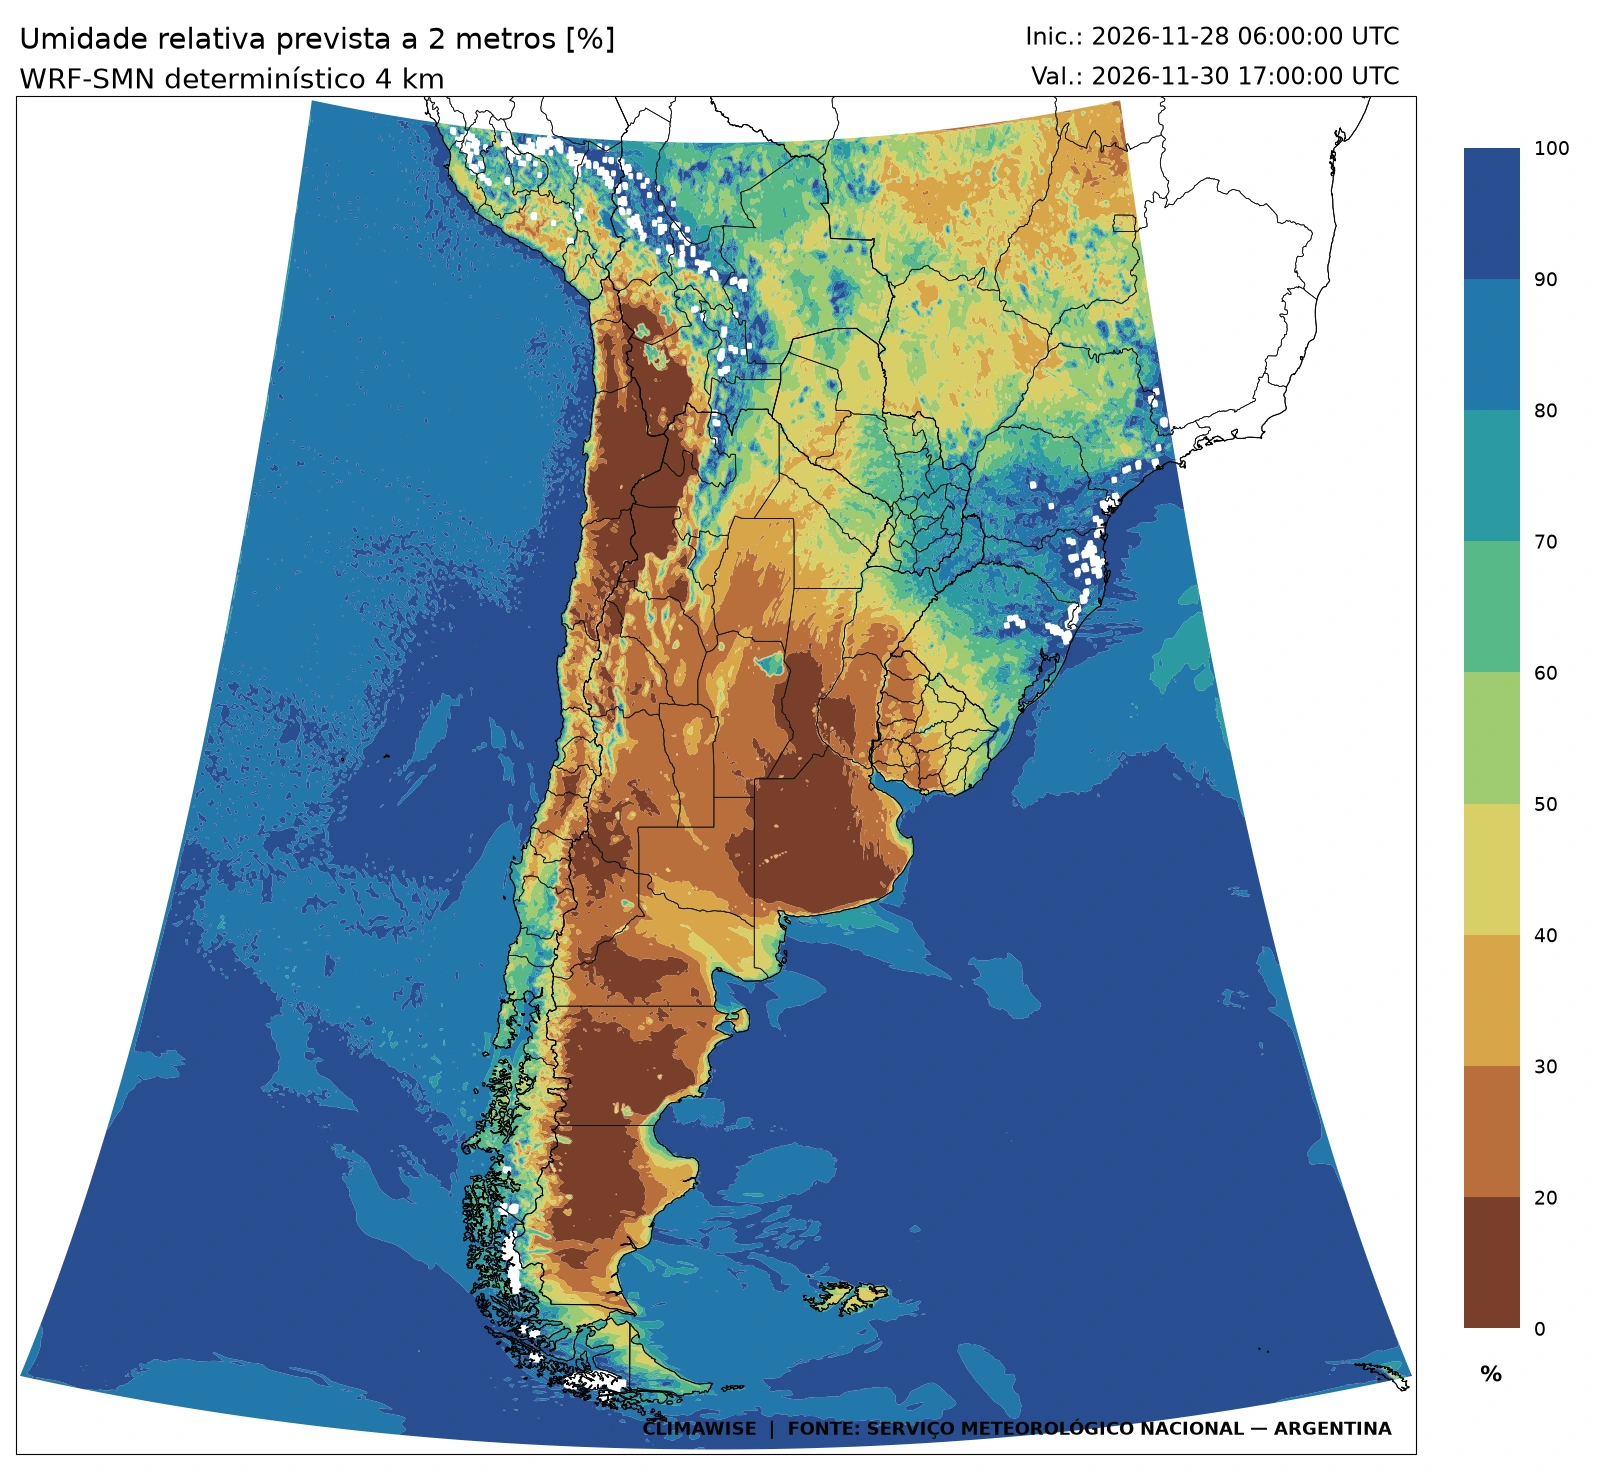 Umidade relativa prevista a 2 metros [%]
WRF-SMN determinístico 4 km
Inic.: 2026-11-28 06:00:00 UTC
Val.: 2026-11-30 17:00:00 UTC
100
90
80
70
60
50
40
30
20
0
%
CLIMAWISE | FONTE: SERVIÇO METEOROLÓGICO NACIONAL — ARGENTINA